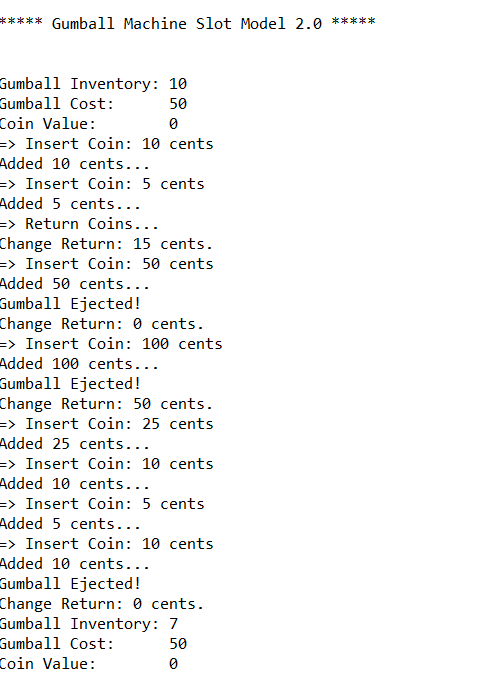 ***** Gumball Machine Slot Model 2.0 *****
Gumball Inventory: 10
Gumball Cost:      50
Coin Value:        0
=> Insert Coin: 10 cents
Added 10 cents...
=> Insert Coin: 5 cents
Added 5 cents...
=> Return Coins...
Change Return: 15 cents.
=> Insert Coin: 50 cents
Added 50 cents...
Gumball Ejected!
Change Return: 0 cents.
=> Insert Coin: 100 cents
Added 100 cents...
Gumball Ejected!
Change Return: 50 cents.
=> Insert Coin: 25 cents
Added 25 cents...
=> Insert Coin: 10 cents
Added 10 cents...
=> Insert Coin: 5 cents
Added 5 cents...
=> Insert Coin: 10 cents
Added 10 cents...
Gumball Ejected!
Change Return: 0 cents.
Gumball Inventory: 7
Gumball Cost:      50
Coin Value:        0